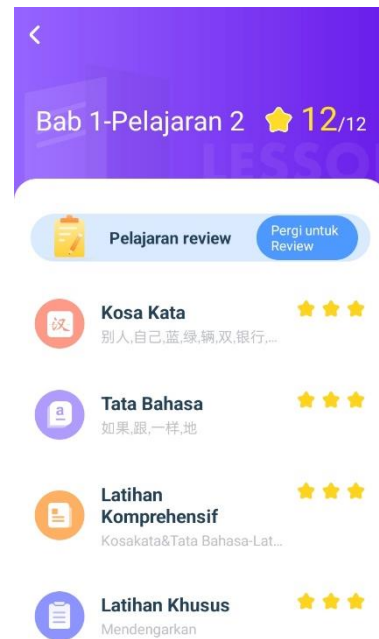 Bab 1-Pelajaran 2 12/12
LESSO
Pelajaran review
Pergi untuk
Review
汉
Kosa Kata
别人,自己,蓝,绿,辆,双,银行,...
a
Tata Bahasa
如果,跟,一样,地
Latihan
Komprehensif
Kosakata&Tata Bahasa-Lat...
Latihan Khusus
Mendengarkan